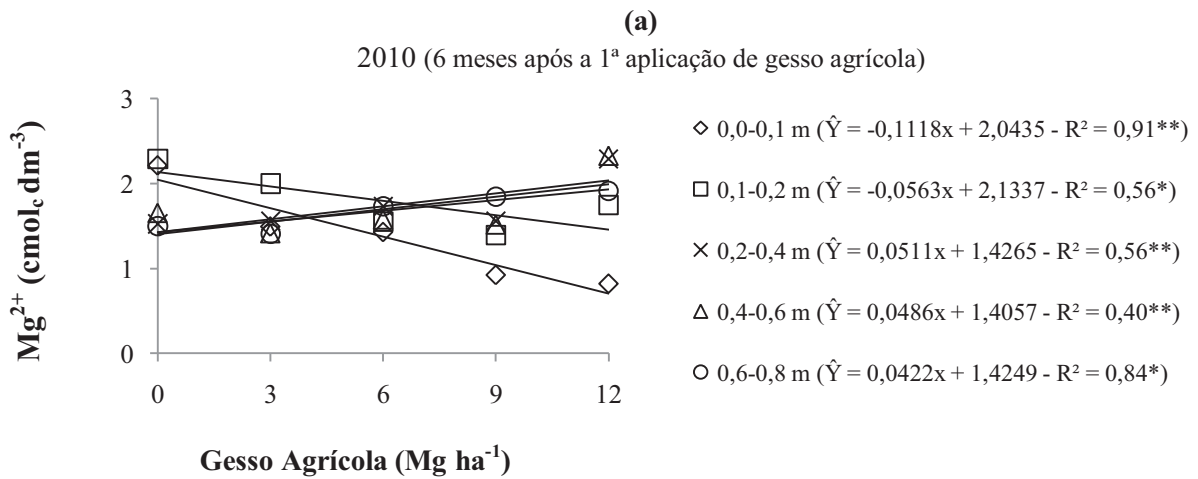 (a)
2010 (6 meses após a 1ª aplicação de gesso agrícola)
Mg²⁺ (cmol_c dm⁻³)
3
2
1
0
0 3 6 9 12
Gesso Agrícola (Mg ha⁻¹)
0,0-0,1 m (Ŷ = -0,1118x + 2,0435 - R² = 0,91**)
0,1-0,2 m (Ŷ = -0,0563x + 2,1337 - R² = 0,56*)
0,2-0,4 m (Ŷ = 0,0511x + 1,4265 - R² = 0,56**)
0,4-0,6 m (Ŷ = 0,0486x + 1,4057 - R² = 0,40**)
0,6-0,8 m (Ŷ = 0,0422x + 1,4249 - R² = 0,84*)